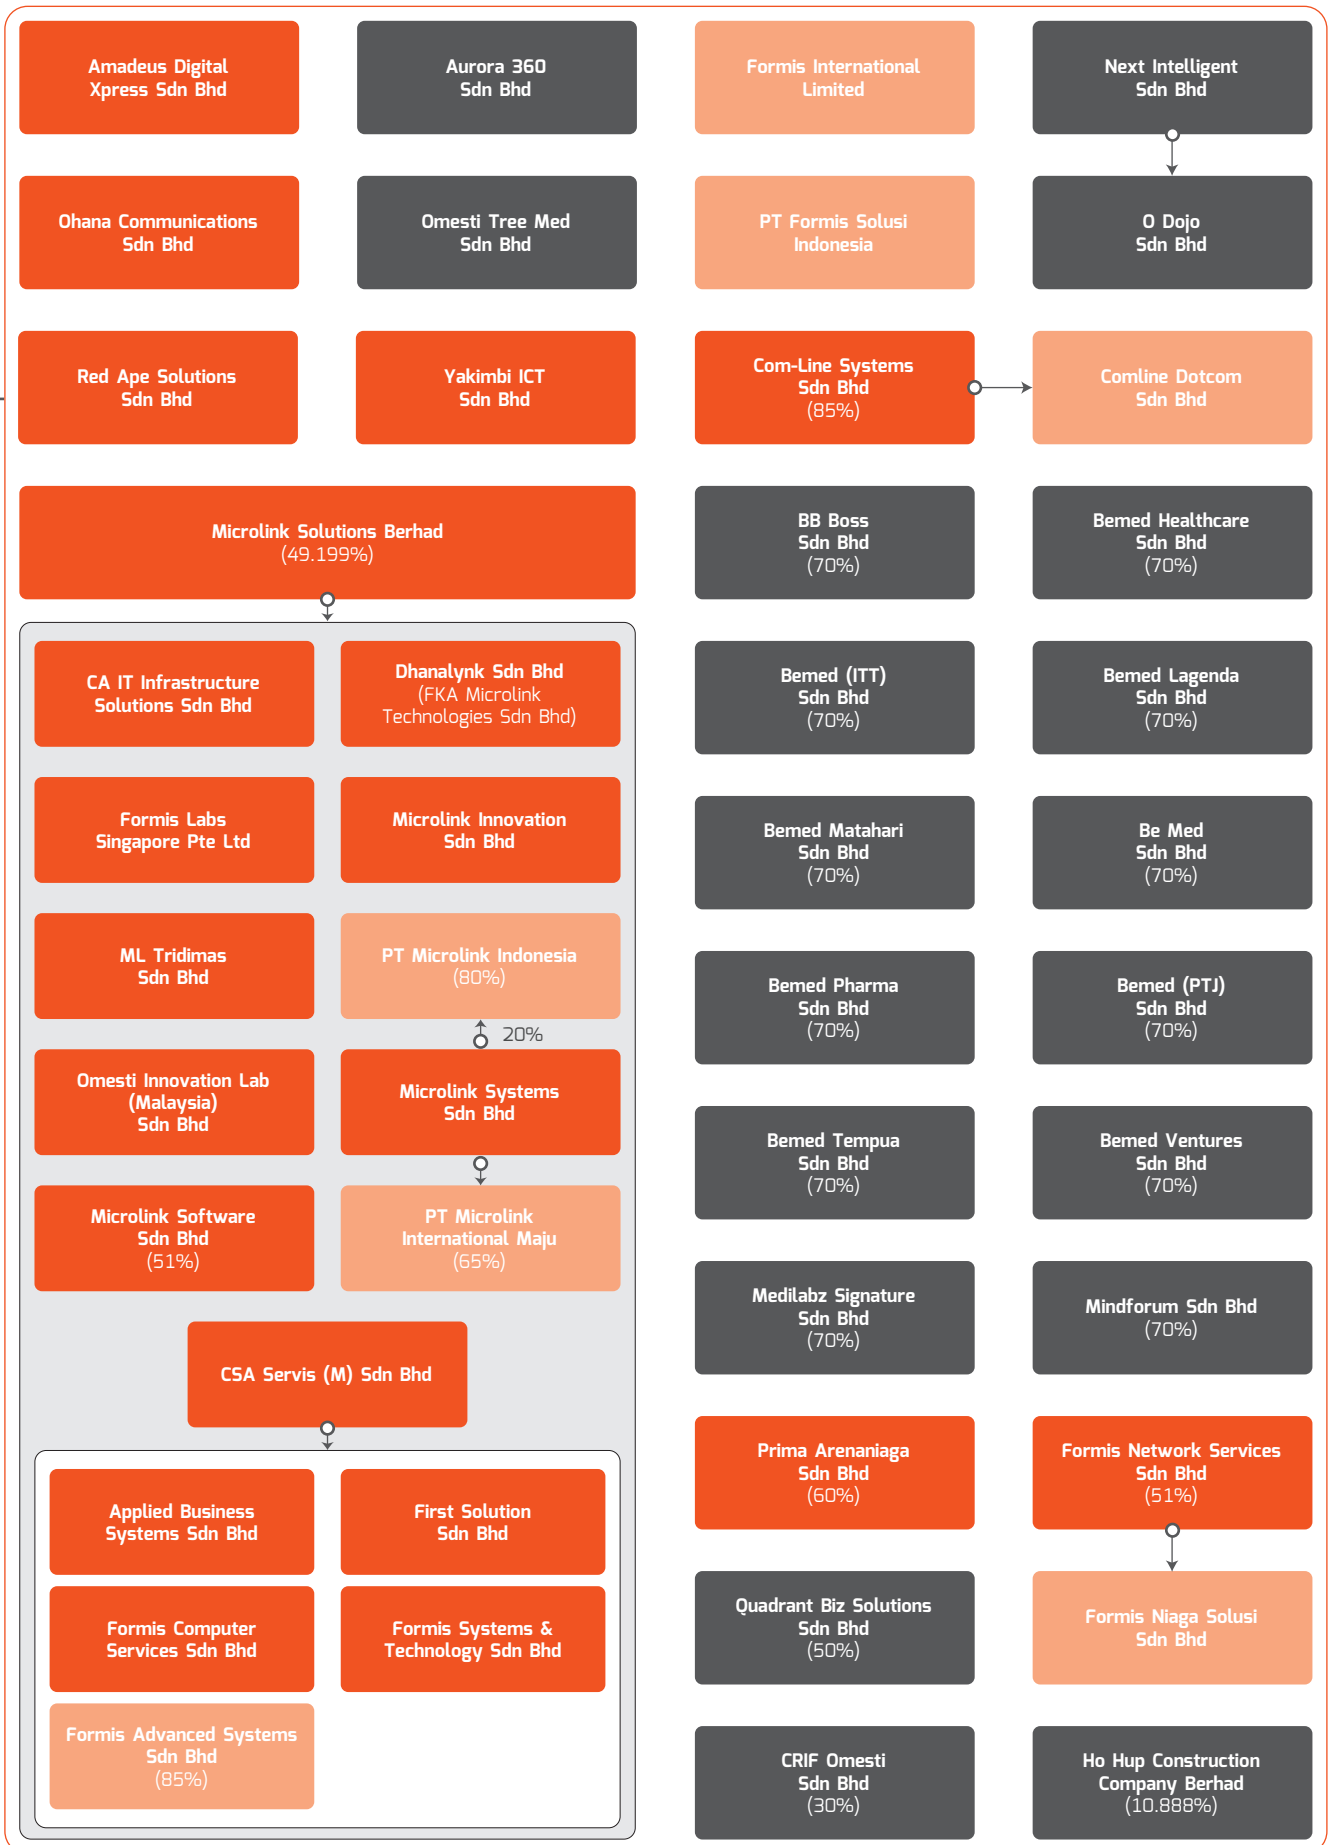 Amadeus Digital
Xpress Sdn Bhd
Aurora 360
Sdn Bhd
Formis International
Limited
Next Intelligent
Sdn Bhd
Ohana Communications
Sdn Bhd
Omesti Tree Med
Sdn Bhd
PT Formis Solusi
Indonesia
O Dojo
Sdn Bhd
Red Ape Solutions
Sdn Bhd
Yakimbi ICT
Sdn Bhd
Com-Line Systems
Sdn Bhd
(85%)
Comline Dotcom
Sdn Bhd
Microlink Solutions Berhad
(49.199%)
CA IT Infrastructure
Solutions Sdn Bhd
Dhanalynk Sdn Bhd
(FKA Microlink
Technologies Sdn Bhd)
Formis Labs
Singapore Pte Ltd
Microlink Innovation
Sdn Bhd
ML Tridimas
Sdn Bhd
PT Microlink Indonesia
(80%)
20%
Omesti Innovation Lab
(Malaysia)
Sdn Bhd
Microlink Systems
Sdn Bhd
Microlink Software
Sdn Bhd
(51%)
PT Microlink
International Maju
(65%)
CSA Servis (M) Sdn Bhd
Applied Business
Systems Sdn Bhd
First Solution
Sdn Bhd
Formis Computer
Services Sdn Bhd
Formis Systems &
Technology Sdn Bhd
Formis Advanced Systems
Sdn Bhd
(85%)
BB Boss
Sdn Bhd
(70%)
Bemed Healthcare
Sdn Bhd
(70%)
Bemed (ITT)
Sdn Bhd
(70%)
Bemed Lagenda
Sdn Bhd
(70%)
Bemed Matahari
Sdn Bhd
(70%)
Be Med
Sdn Bhd
(70%)
Bemed Pharma
Sdn Bhd
(70%)
Bemed (PTJ)
Sdn Bhd
(70%)
Bemed Tempua
Sdn Bhd
(70%)
Bemed Ventures
Sdn Bhd
(70%)
Medilabz Signature
Sdn Bhd
(70%)
Mindforum Sdn Bhd
(70%)
Prima Arenaniaga
Sdn Bhd
(60%)
Formis Network Services
Sdn Bhd
(51%)
Quadrant Biz Solutions
Sdn Bhd
(50%)
Formis Niaga Solusi
Sdn Bhd
CRIF Omesti
Sdn Bhd
(30%)
Ho Hup Construction
Company Berhad
(10.888%)